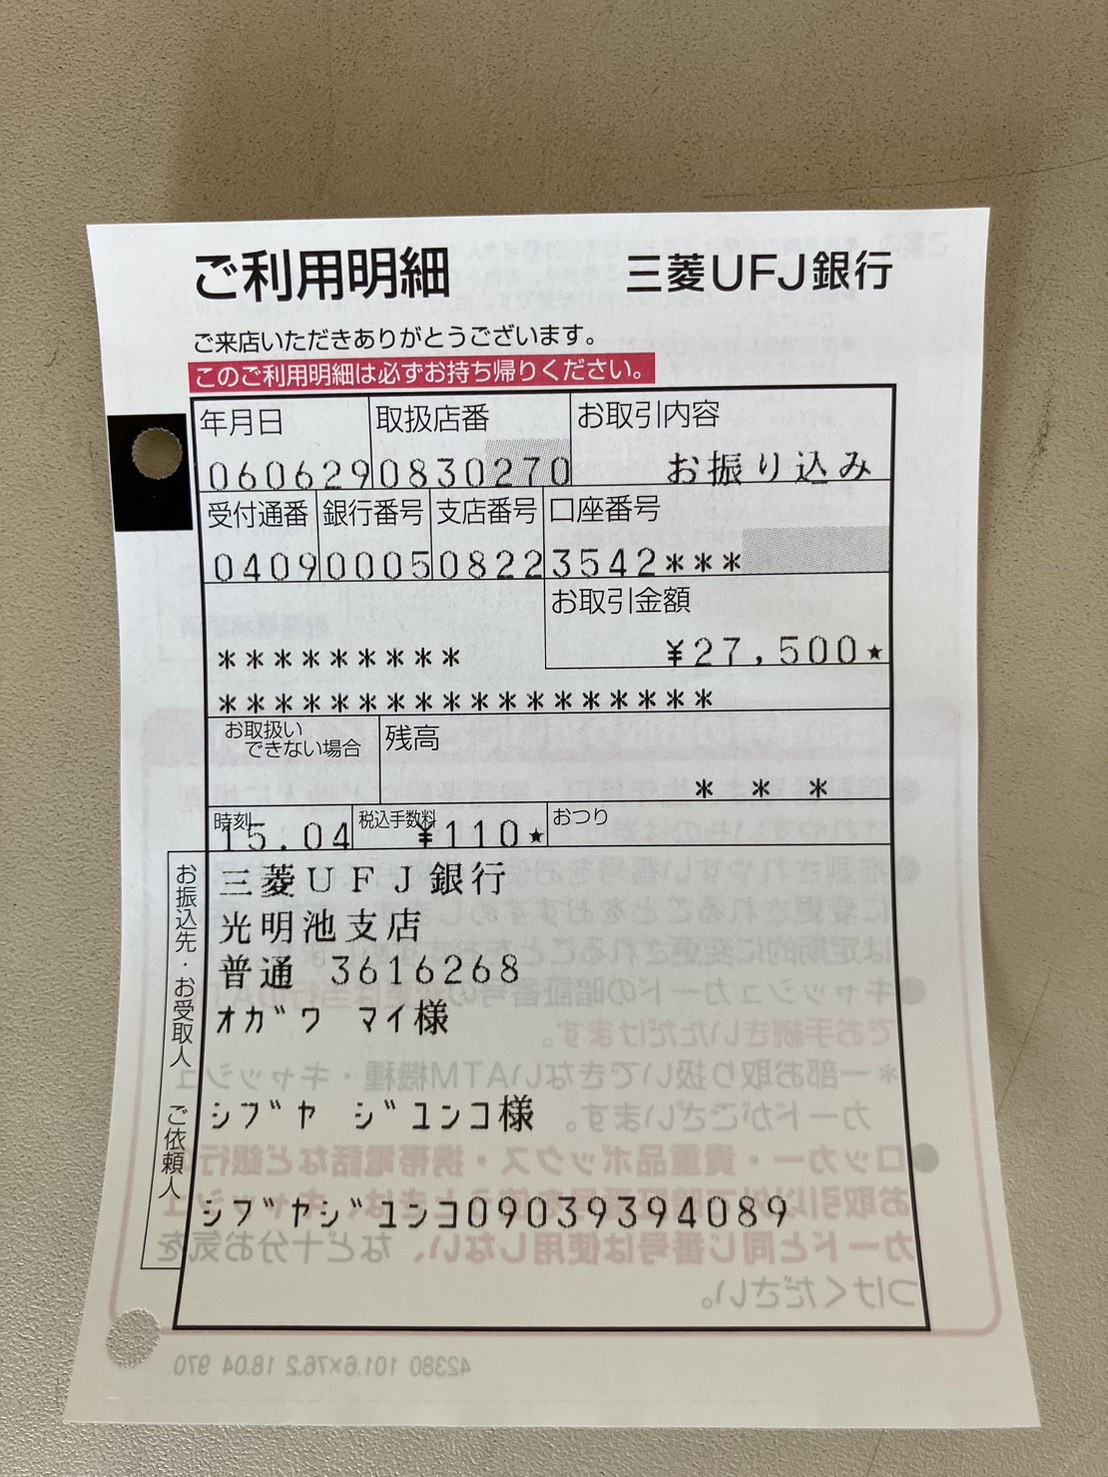 ご利用明細 三菱UFJ銀行
ご来店いただきありがとうございます。
このご利用明細は必ずお持ち帰りください。
年月日 取扱店番 お取引内容
060629 0830270 お振り込み
受付通番 銀行番号 支店番号 口座番号
0409 0005 0822 3542***
お取引金額
¥27,500★
*********
******************
お取扱いできない場合 残高
* * *
時刻 税込手数料 おつり
15.04 ¥110★
お振込先・お受取人 ご依頼人
三菱UFJ銀行
光明池支店
普通 3616268
オガワ マイ様
シブヤ ジユンコ様
シブヤジユンコ09039394089
42380 101.6×76.2 18.04 970